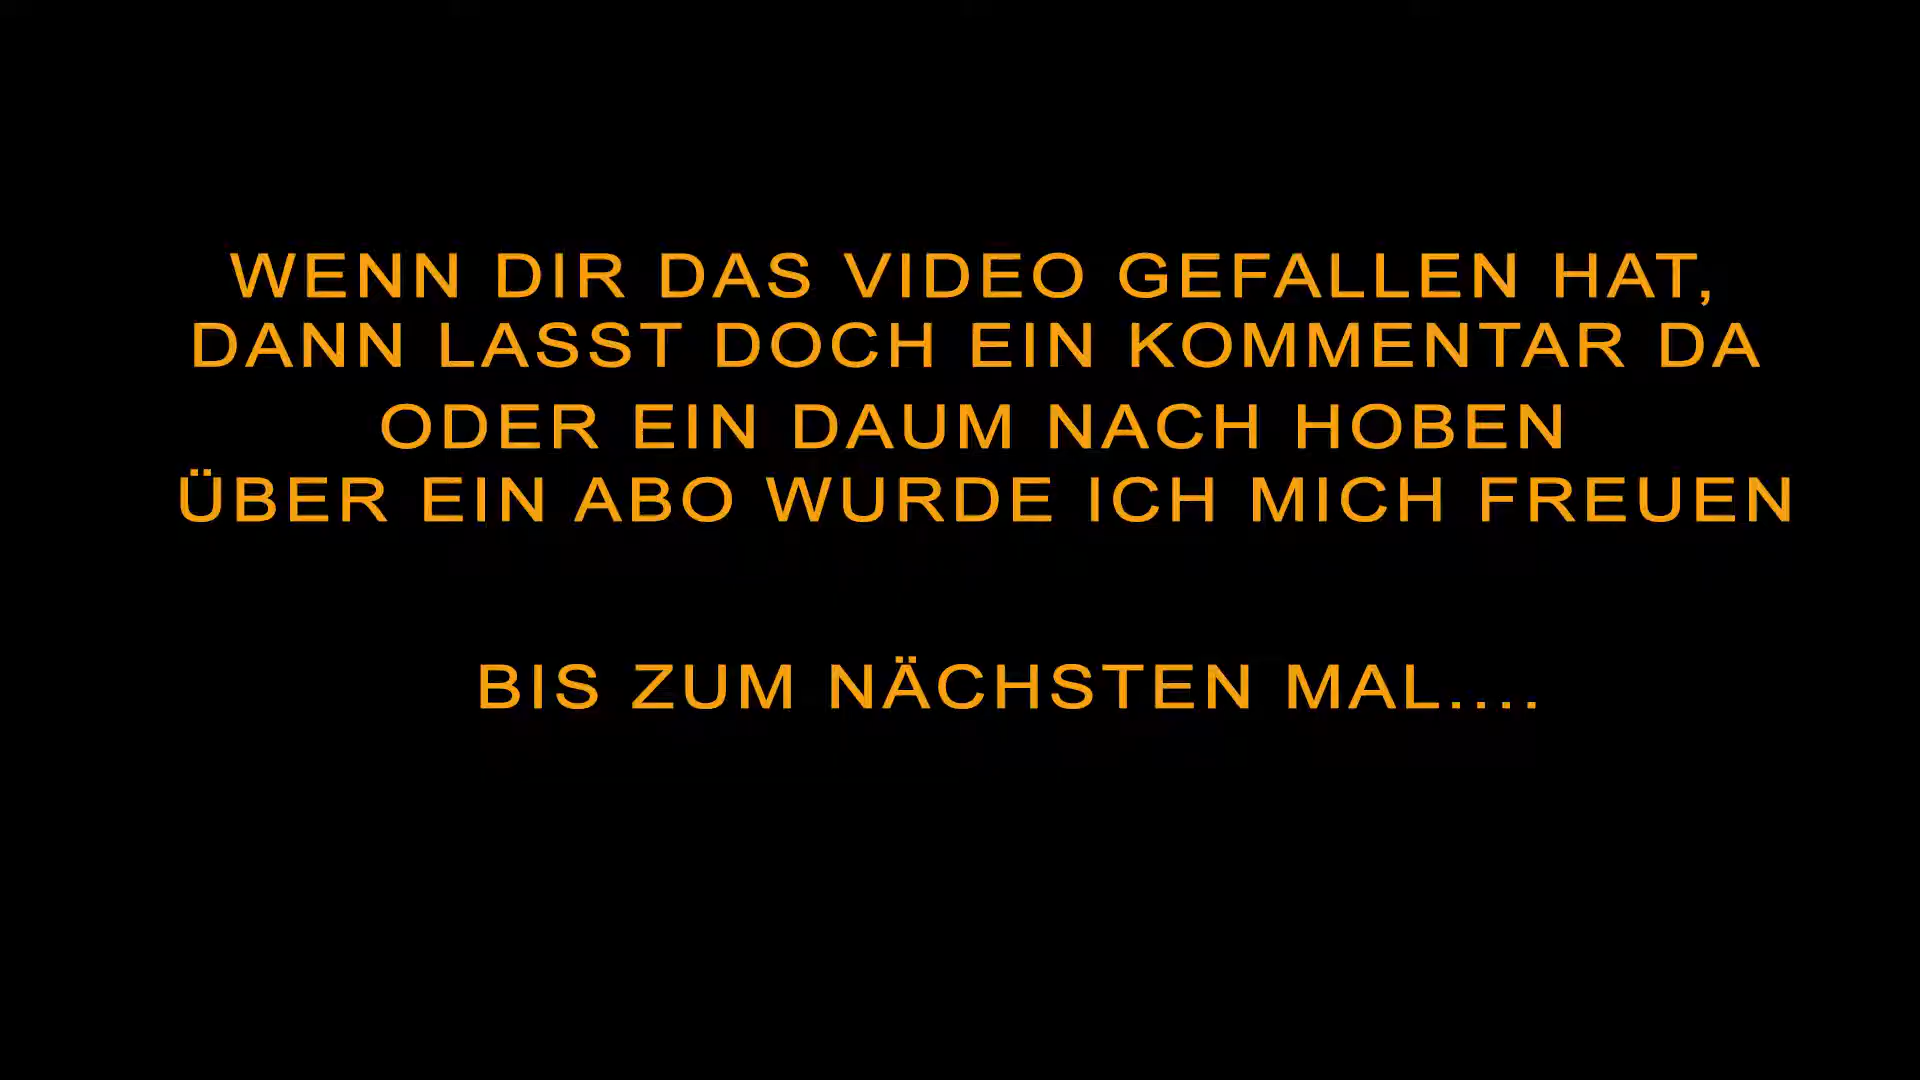 WENN DIR DAS VIDEO GEFALLEN HAT,
DANN LASST DOCH EIN KOMMENTAR DA
ODER EIN DAUM NACH HOBEN
ÜBER EIN ABO WURDE ICH MICH FREUEN
BIS ZUM NÄCHSTEN MAL....